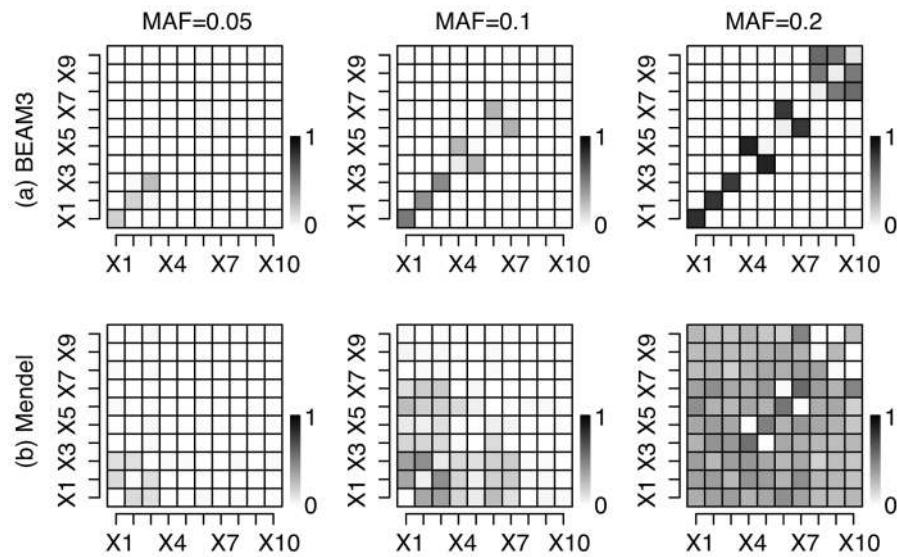 MAF=0.05 MAF=0.1 MAF=0.2
(a) BEAM3
X1 X3 X5 X7 X9
1
0
X1 X4 X7 X10
X1 X3 X5 X7 X9
1
0
X1 X4 X7 X10
X1 X3 X5 X7 X9
1
0
X1 X4 X7 X10
(b) Mendel
X1 X3 X5 X7 X9
1
0
X1 X4 X7 X10
X1 X3 X5 X7 X9
1
0
X1 X4 X7 X10
X1 X3 X5 X7 X9
1
0
X1 X4 X7 X10